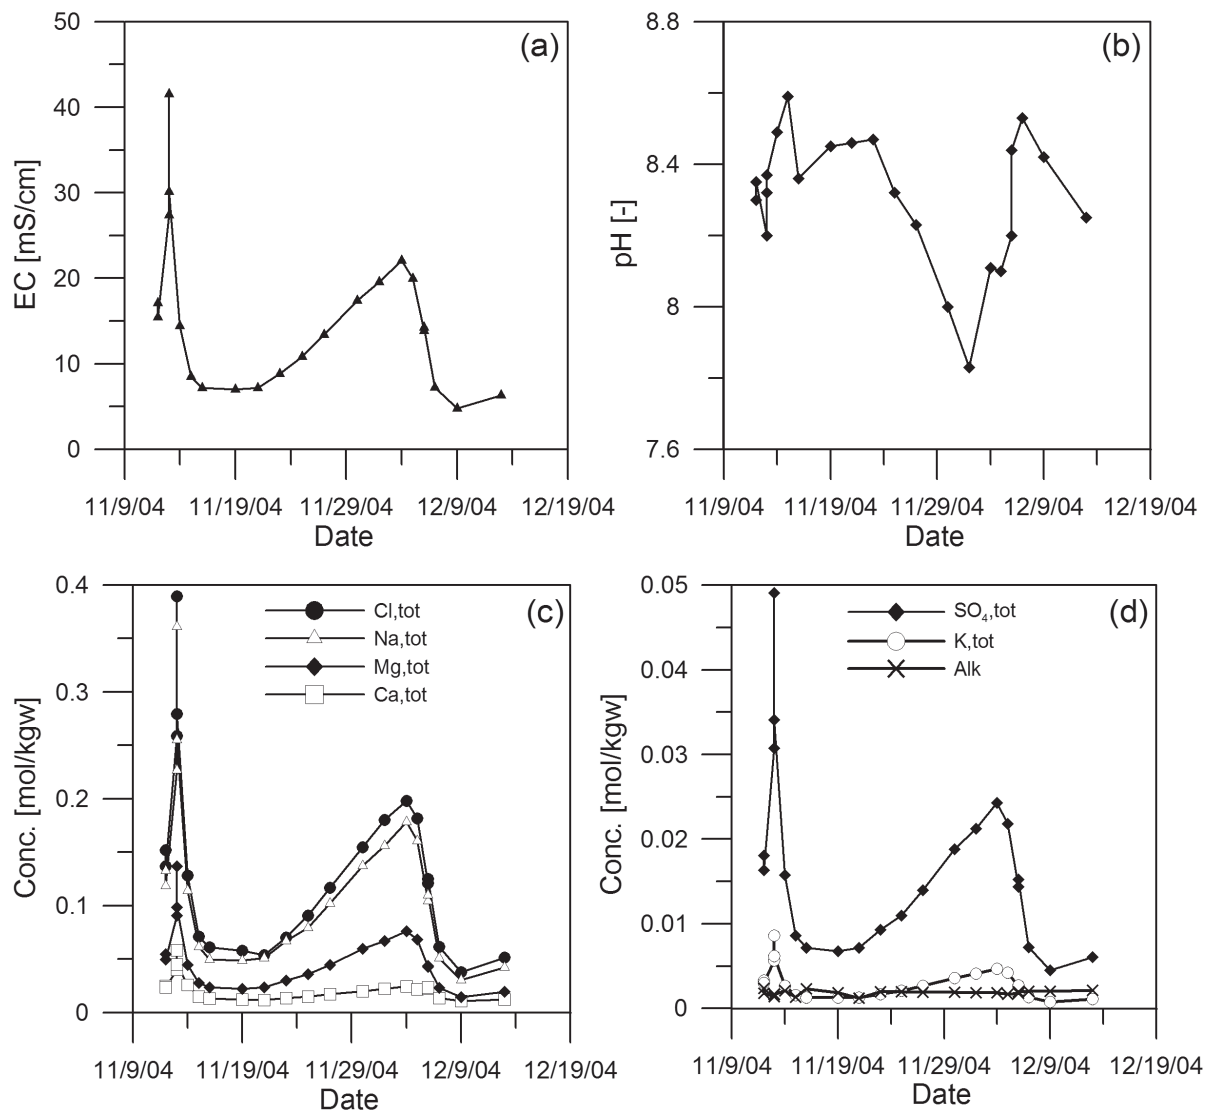 50
(a)
40
30
20
10
0
EC [mS/cm]
11/9/04 11/19/04 11/29/04 12/9/04 12/19/04
Date
8.8
(b)
8.4
8
7.6
pH [-]
11/9/04 11/19/04 11/29/04 12/9/04 12/19/04
Date
0.4
(c)
Cl,tot
Na,tot
Mg,tot
Ca,tot
0.3
0.2
0.1
0
Conc. [mol/kgw]
11/9/04 11/19/04 11/29/04 12/9/04 12/19/04
Date
0.05
(d)
SO₄,tot
K,tot
Alk
0.04
0.03
0.02
0.01
0
Conc. [mol/kgw]
11/9/04 11/19/04 11/29/04 12/9/04 12/19/04
Date